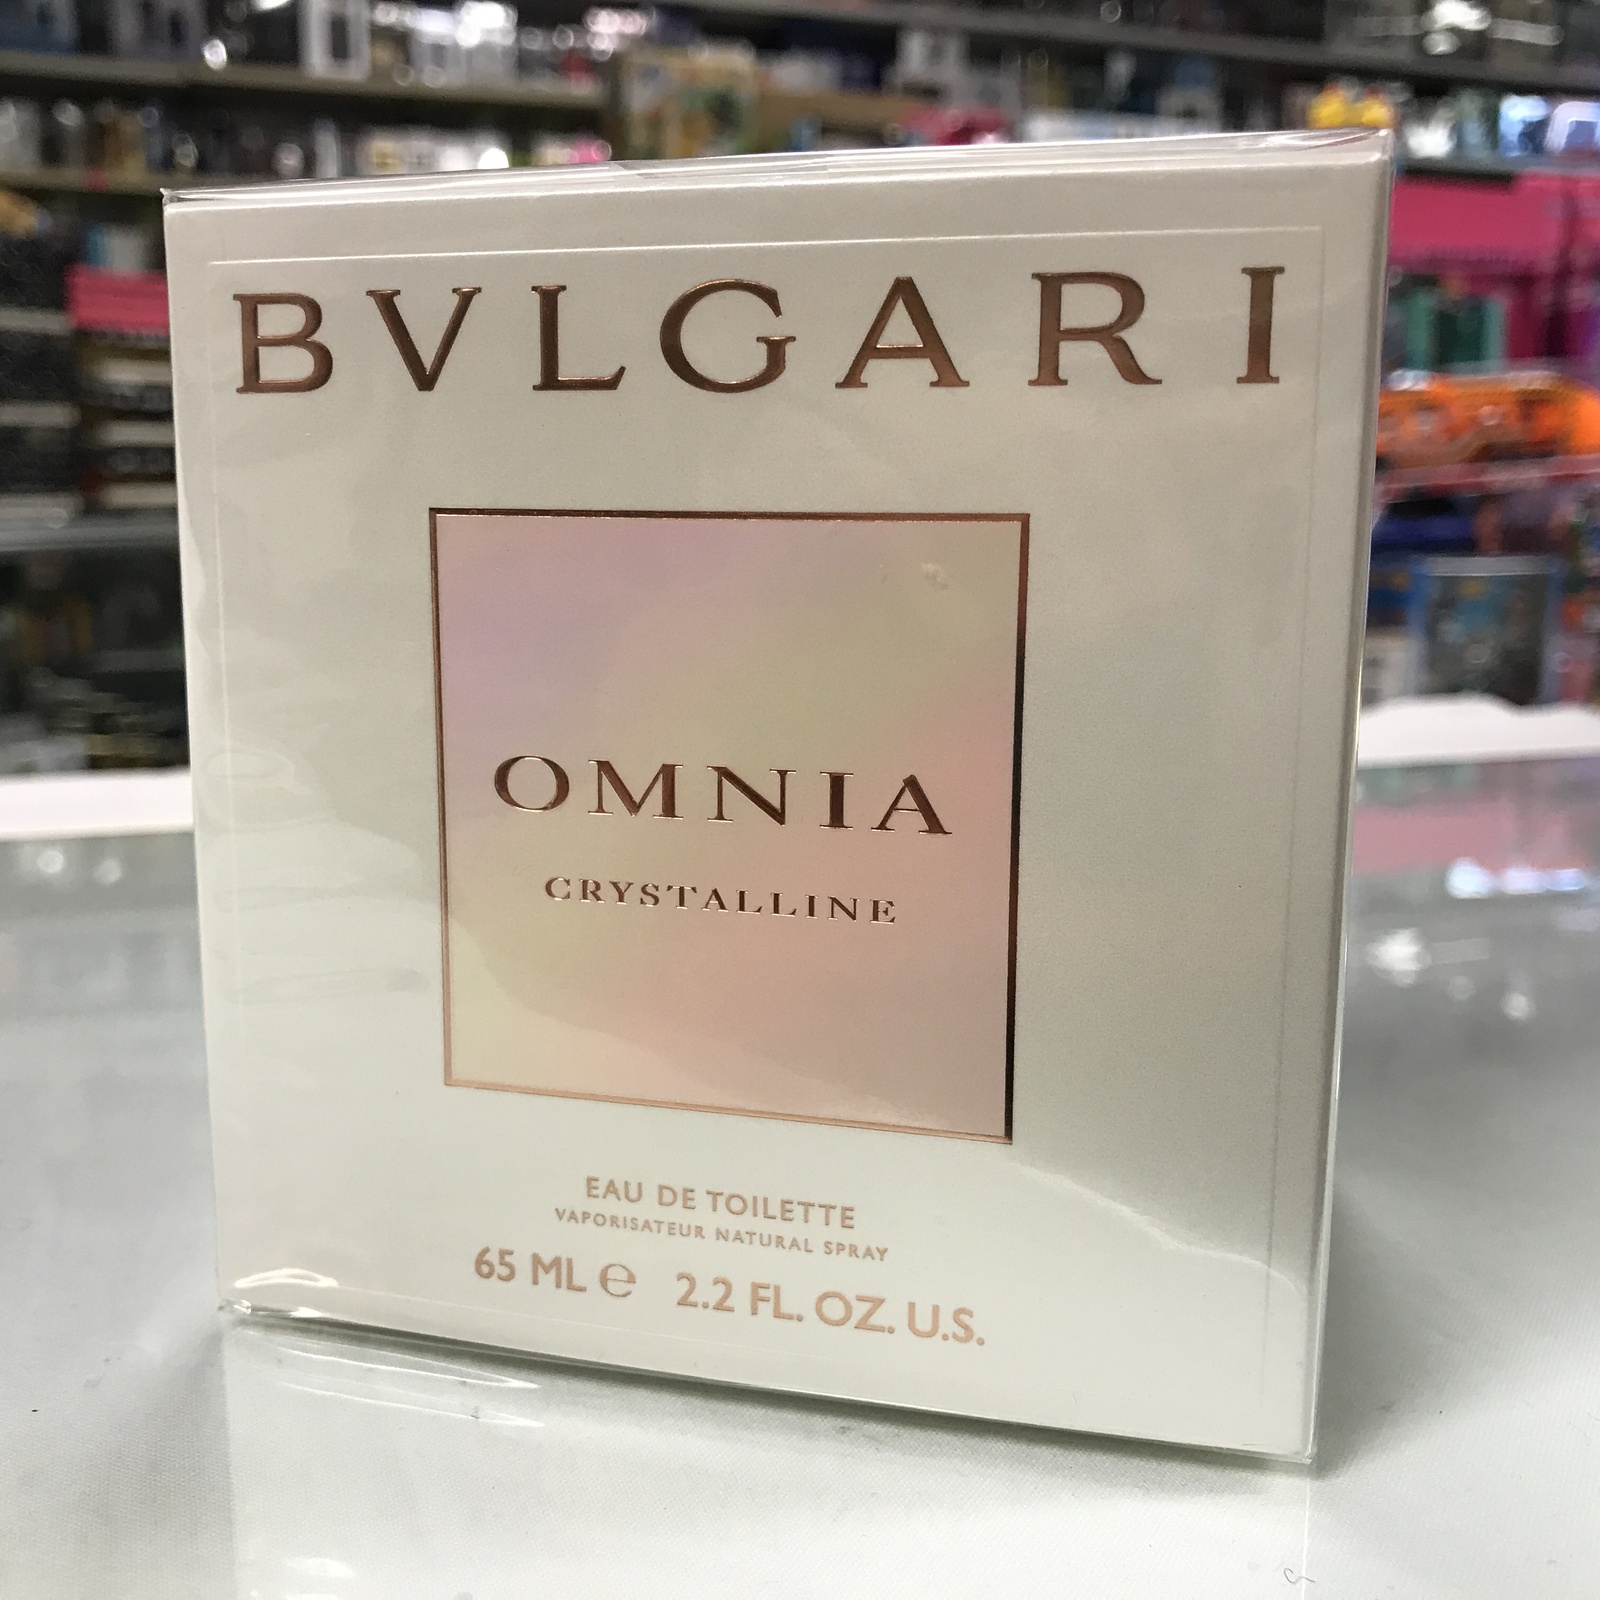 BVLGARI
OMNIA
CRYSTALLINE
EAU DE TOILETTE
VAPORISATEUR NATURAL SPRAY
65 ML ℮ 2.2 FL. OZ. U.S.